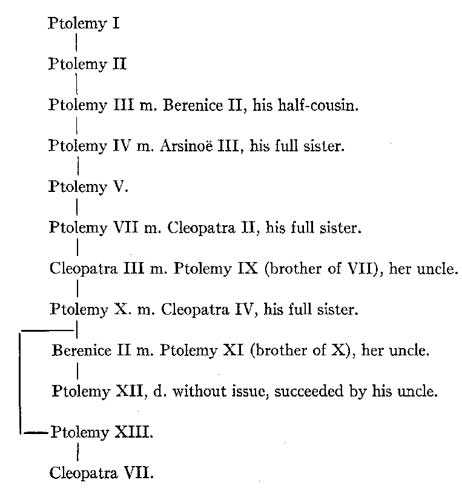 Ptolemy I
Ptolemy II
Ptolemy III m. Berenice II, his half-cousin.
Ptolemy IV m. Arsinoë III, his full sister.
Ptolemy V.
Ptolemy VII m. Cleopatra II, his full sister.
Cleopatra III m. Ptolemy IX (brother of VII), her uncle.
Ptolemy X. m. Cleopatra IV, his full sister.
Berenice II m. Ptolemy XI (brother of X), her uncle.
Ptolemy XII, d. without issue, succeeded by his uncle.
Ptolemy XIII.
Cleopatra VII.